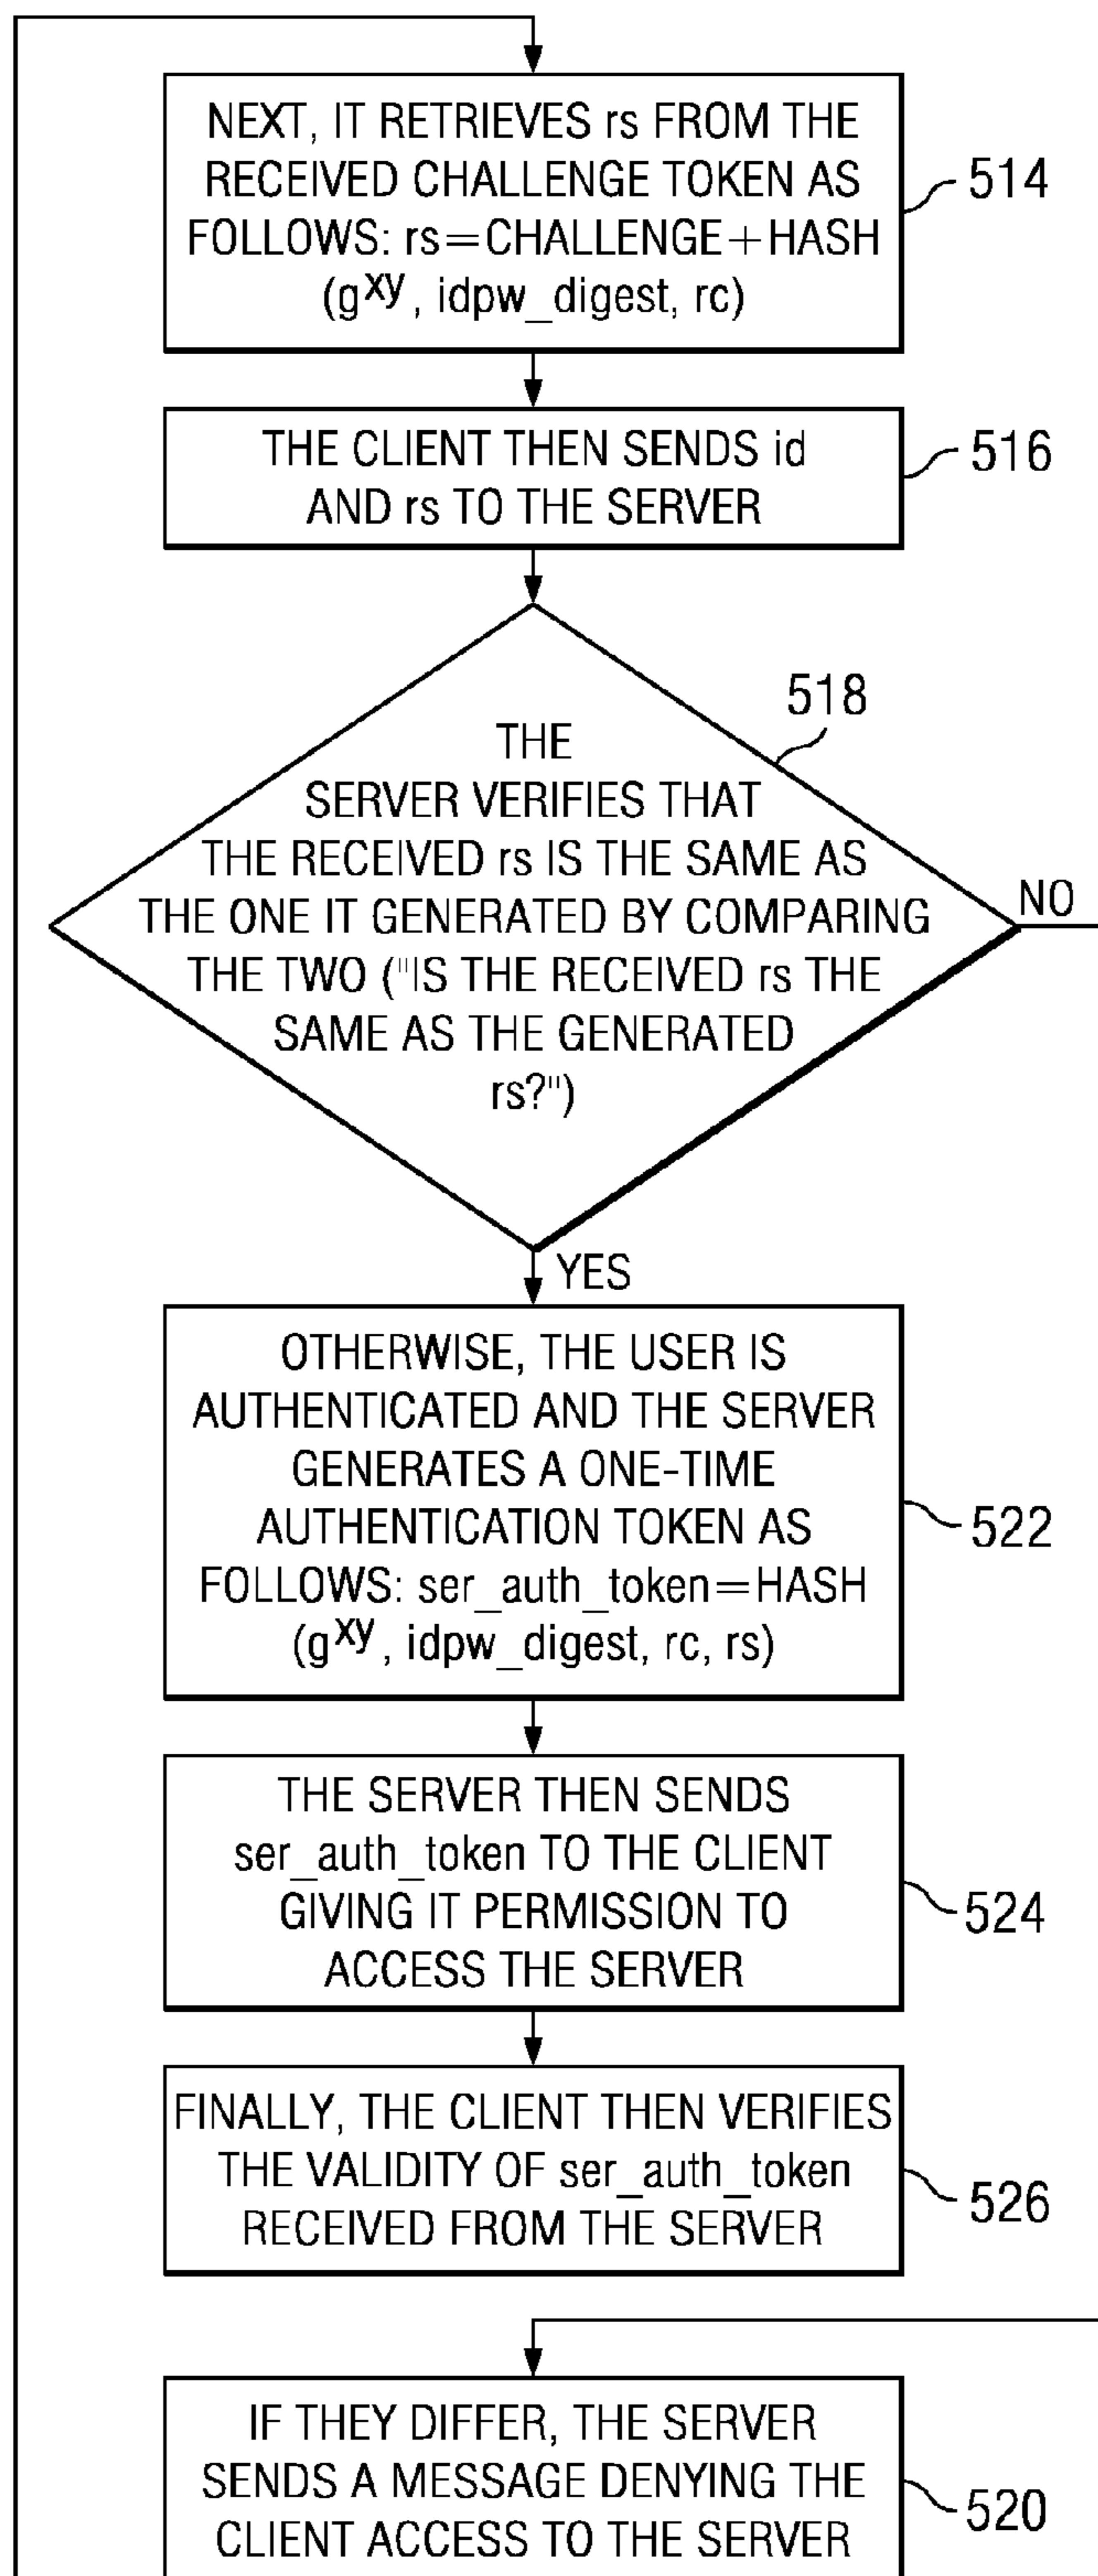 NEXT, IT RETRIEVES rs FROM THE
RECEIVED CHALLENGE TOKEN AS
FOLLOWS: rs=CHALLENGE+HASH
(g^xy, idpw_digest, rc)
514
THE CLIENT THEN SENDS id
AND rs TO THE SERVER
516
518
THE
SERVER VERIFIES THAT
THE RECEIVED rs IS THE SAME AS
THE ONE IT GENERATED BY COMPARING
THE TWO ("IS THE RECEIVED rs THE
SAME AS THE GENERATED
rs?")
NO
YES
OTHERWISE, THE USER IS
AUTHENTICATED AND THE SERVER
GENERATES A ONE-TIME
AUTHENTICATION TOKEN AS
FOLLOWS: ser_auth_token=HASH
(g^xy, idpw_digest, rc, rs)
522
THE SERVER THEN SENDS
ser_auth_token TO THE CLIENT
GIVING IT PERMISSION TO
ACCESS THE SERVER
524
FINALLY, THE CLIENT THEN VERIFIES
THE VALIDITY OF ser_auth_token
RECEIVED FROM THE SERVER
526
IF THEY DIFFER, THE SERVER
SENDS A MESSAGE DENYING THE
CLIENT ACCESS TO THE SERVER
520